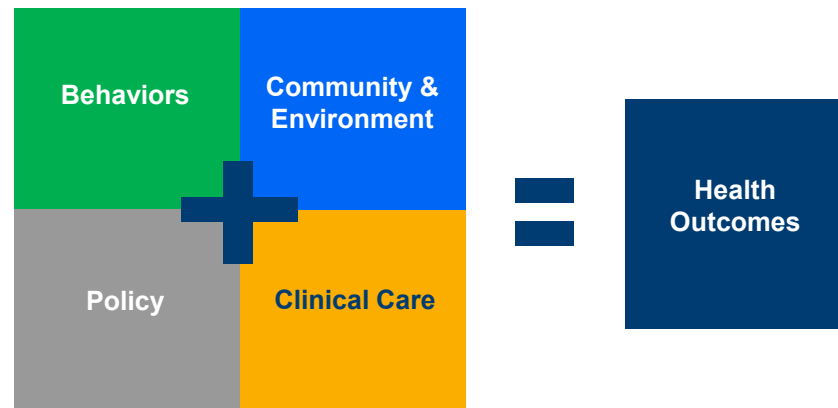 Behaviors
Community &
Environment
Policy
Clinical Care
Health
Outcomes